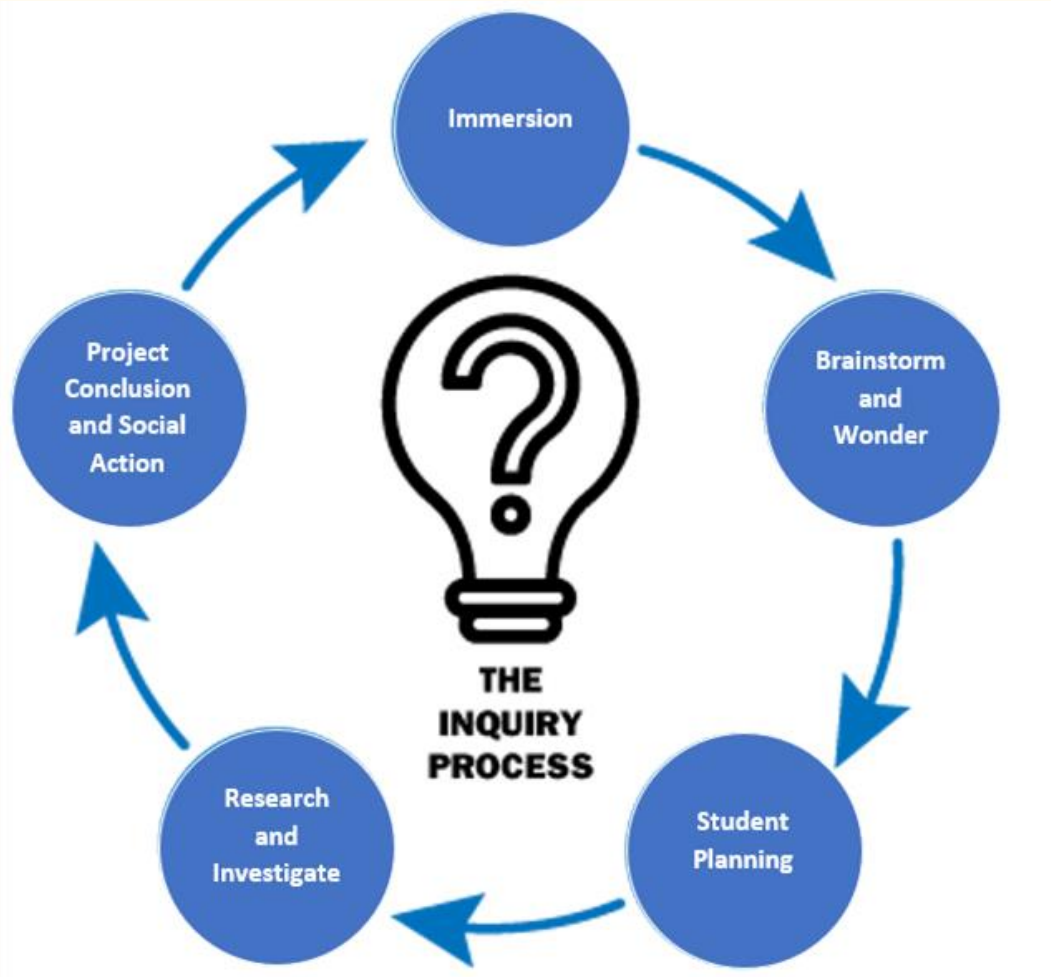 Immersion
Brainstorm
and
Wonder
Student
Planning
Research
and
Investigate
Project
Conclusion
and Social
Action
THE
INQUIRY
PROCESS